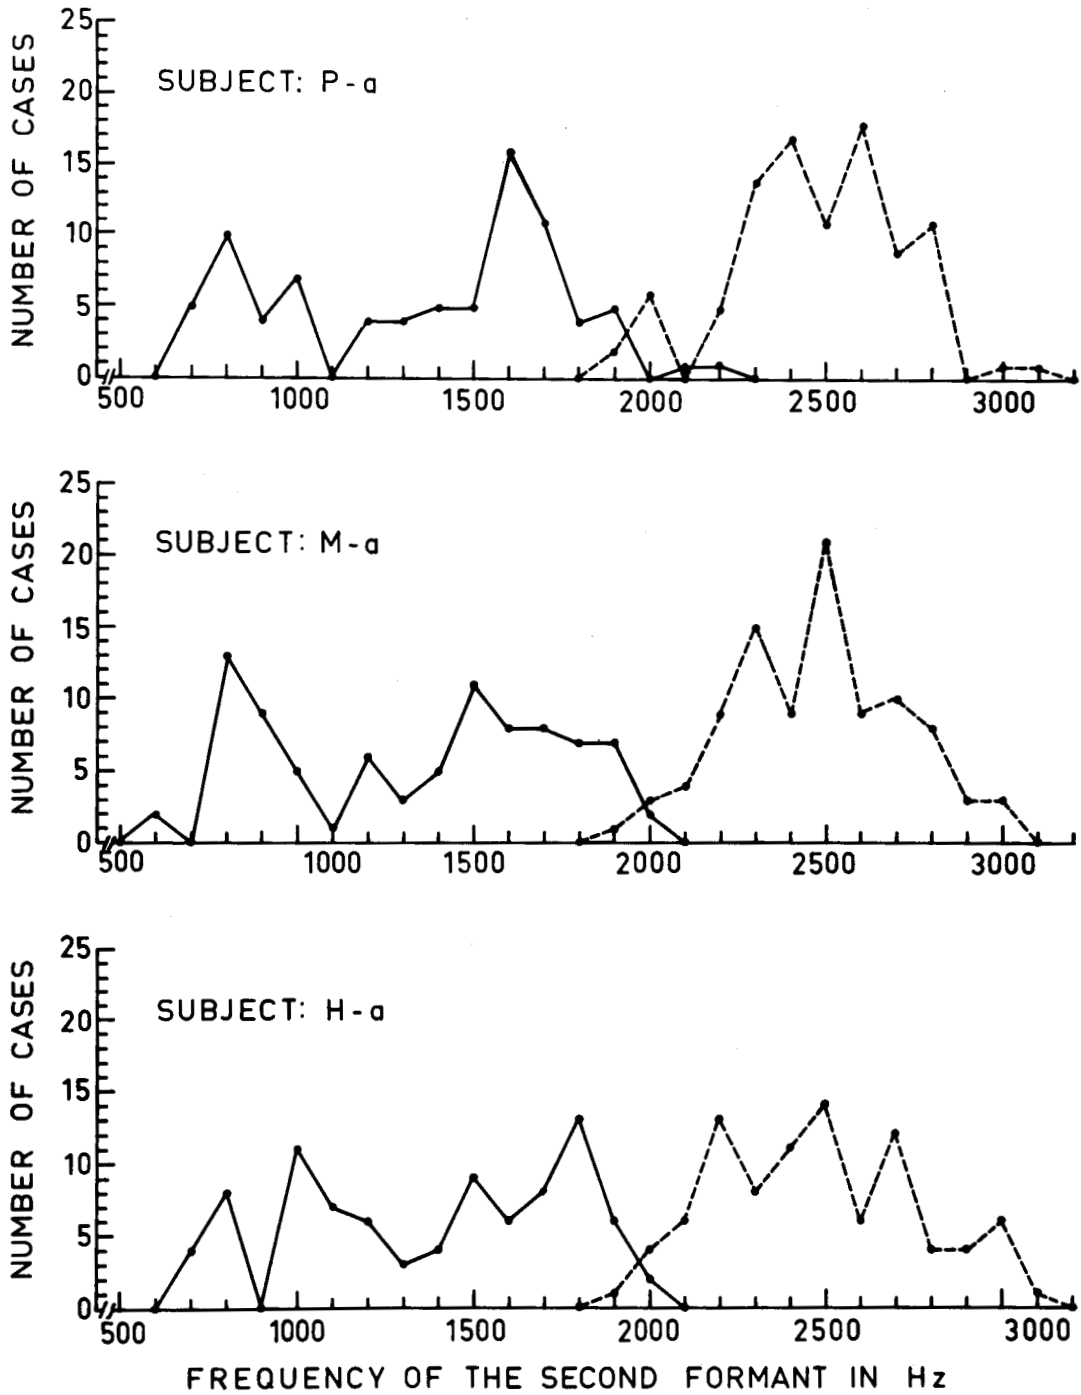 NUMBER OF CASES
25
20
15
10
5
0
SUBJECT: P-a
500 1000 1500 2000 2500 3000
NUMBER OF CASES
25
20
15
10
5
0
SUBJECT: M-a
500 1000 1500 2000 2500 3000
NUMBER OF CASES
25
20
15
10
5
0
SUBJECT: H-a
500 1000 1500 2000 2500 3000
FREQUENCY OF THE SECOND FORMANT IN Hz